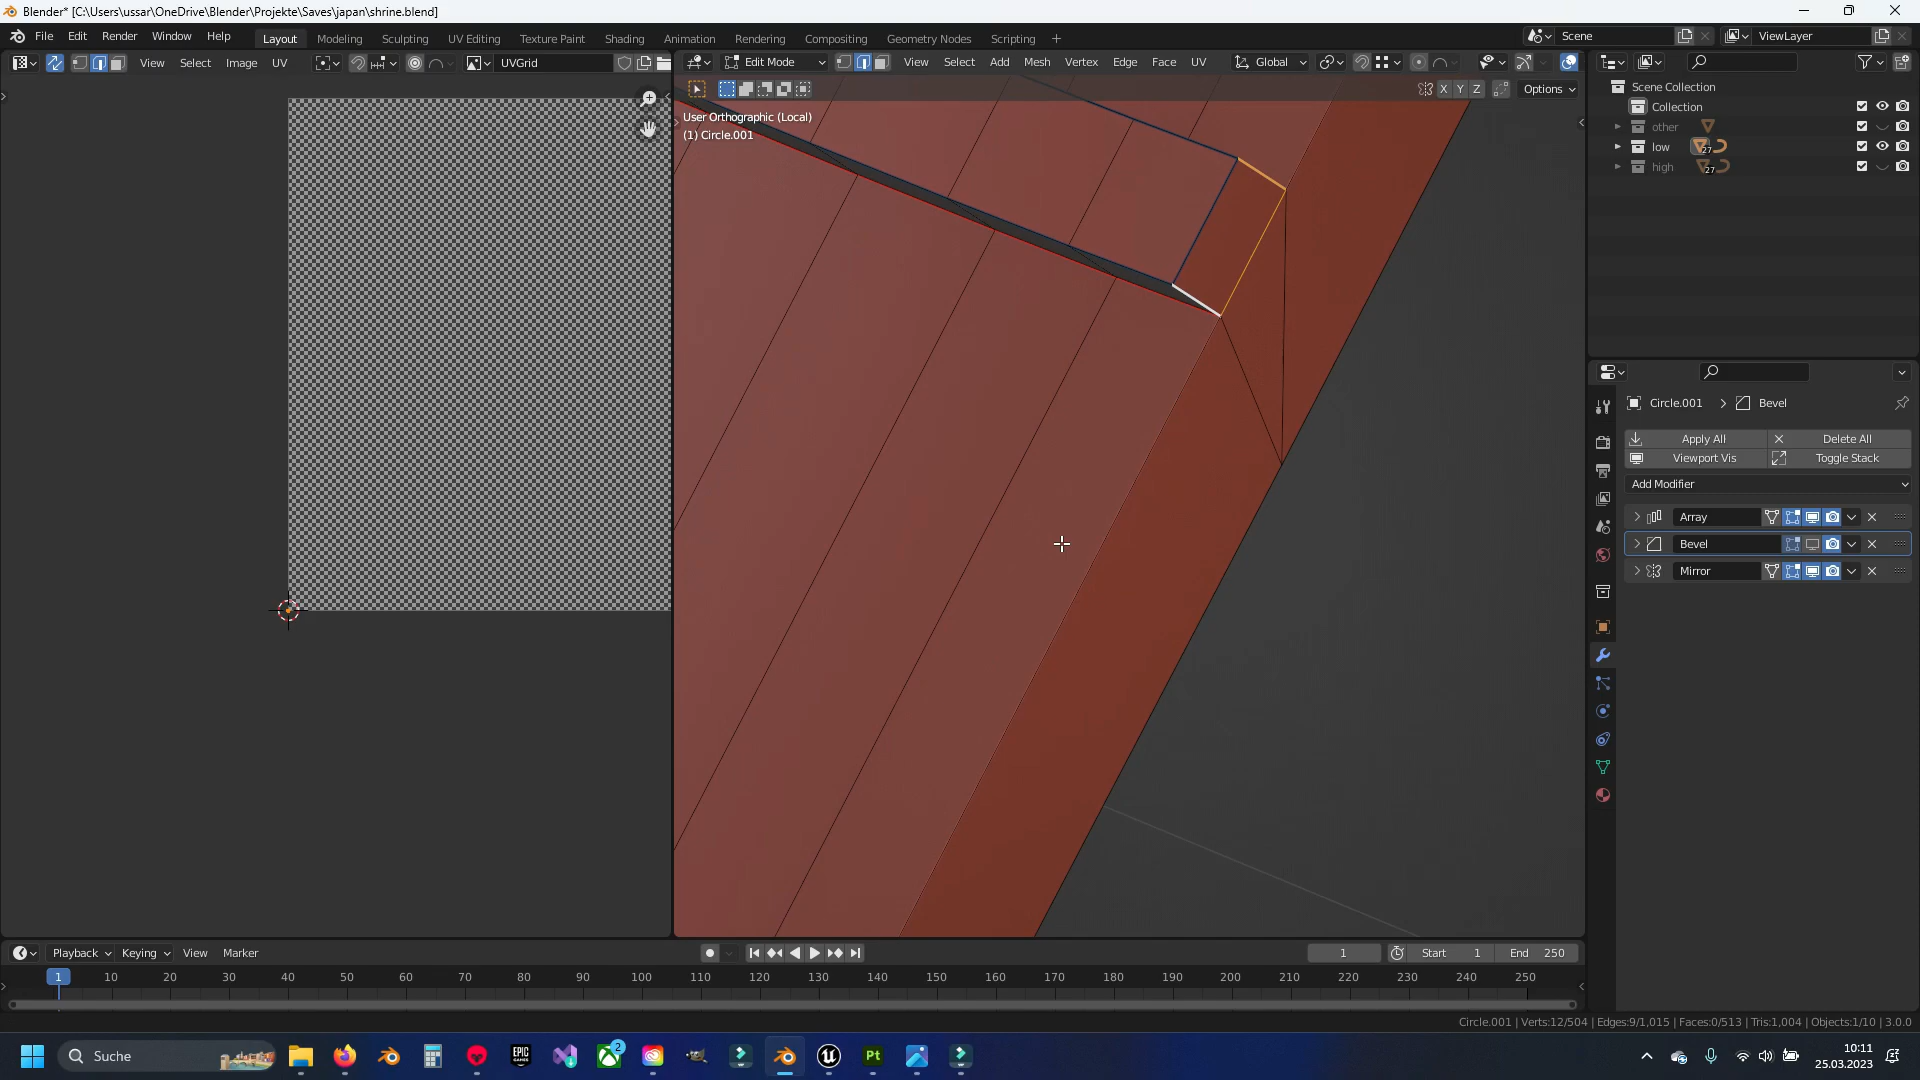 Blender* [C:\Users\ussar\OneDrive\Blender\Projekte\Saves\japan\shrine.blend]
File Edit Render Window Help Layout Modeling Sculpting UV Editing Texture Paint Shading Animation Rendering Compositing Geometry Nodes Scripting + Scene ViewLayer
View Select Image UV UVGrid
Edit Mode View Select Add Mesh Vertex Edge Face UV Global
X Y Z Options
User Orthographic (Local)
(1) Circle.001
Scene Collection
Collection
other
low 27
high 27
Circle.001 > Bevel
Apply All Delete All
Viewport Vis Toggle Stack
Add Modifier
Array
Bevel
Mirror
Playback Keying View Marker 1 Start 1 End 250
1 10 20 30 40 50 60 70 80 90 100 110 120 130 140 150 160 170 180 190 200 210 220 230 240 250
Circle.001 | Verts:12/504 | Edges:9/1,015 | Faces:0/513 | Tris:1,004 | Objects:1/10 | 3.0.0
Suche EPIC GAMES 2 Pt
10:11
25.03.2023